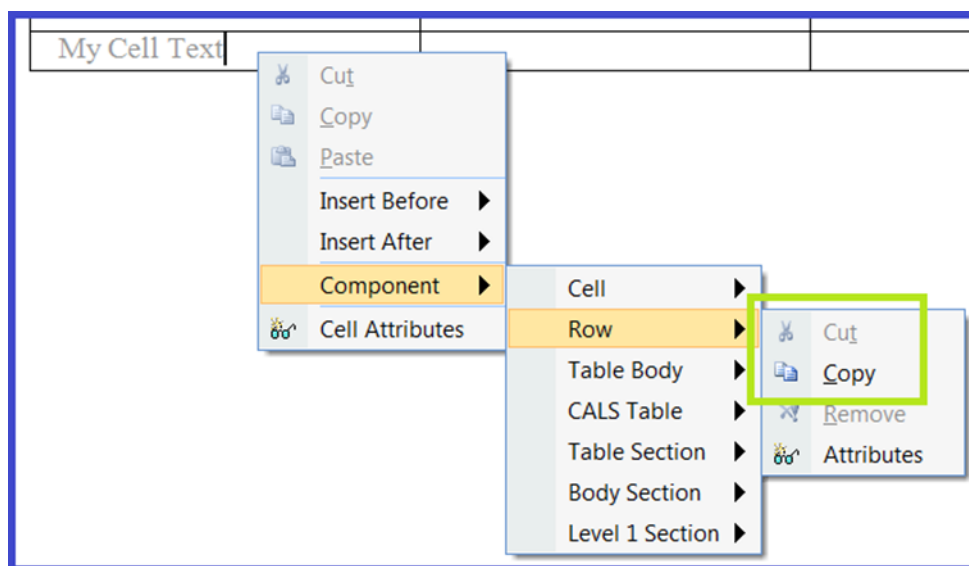 My Cell Text
Cut
Copy
Paste
Insert Before
Insert After
Component
Cell Attributes
Cell
Row
Table Body
CALS Table
Table Section
Body Section
Level 1 Section
Cut
Copy
Remove
Attributes